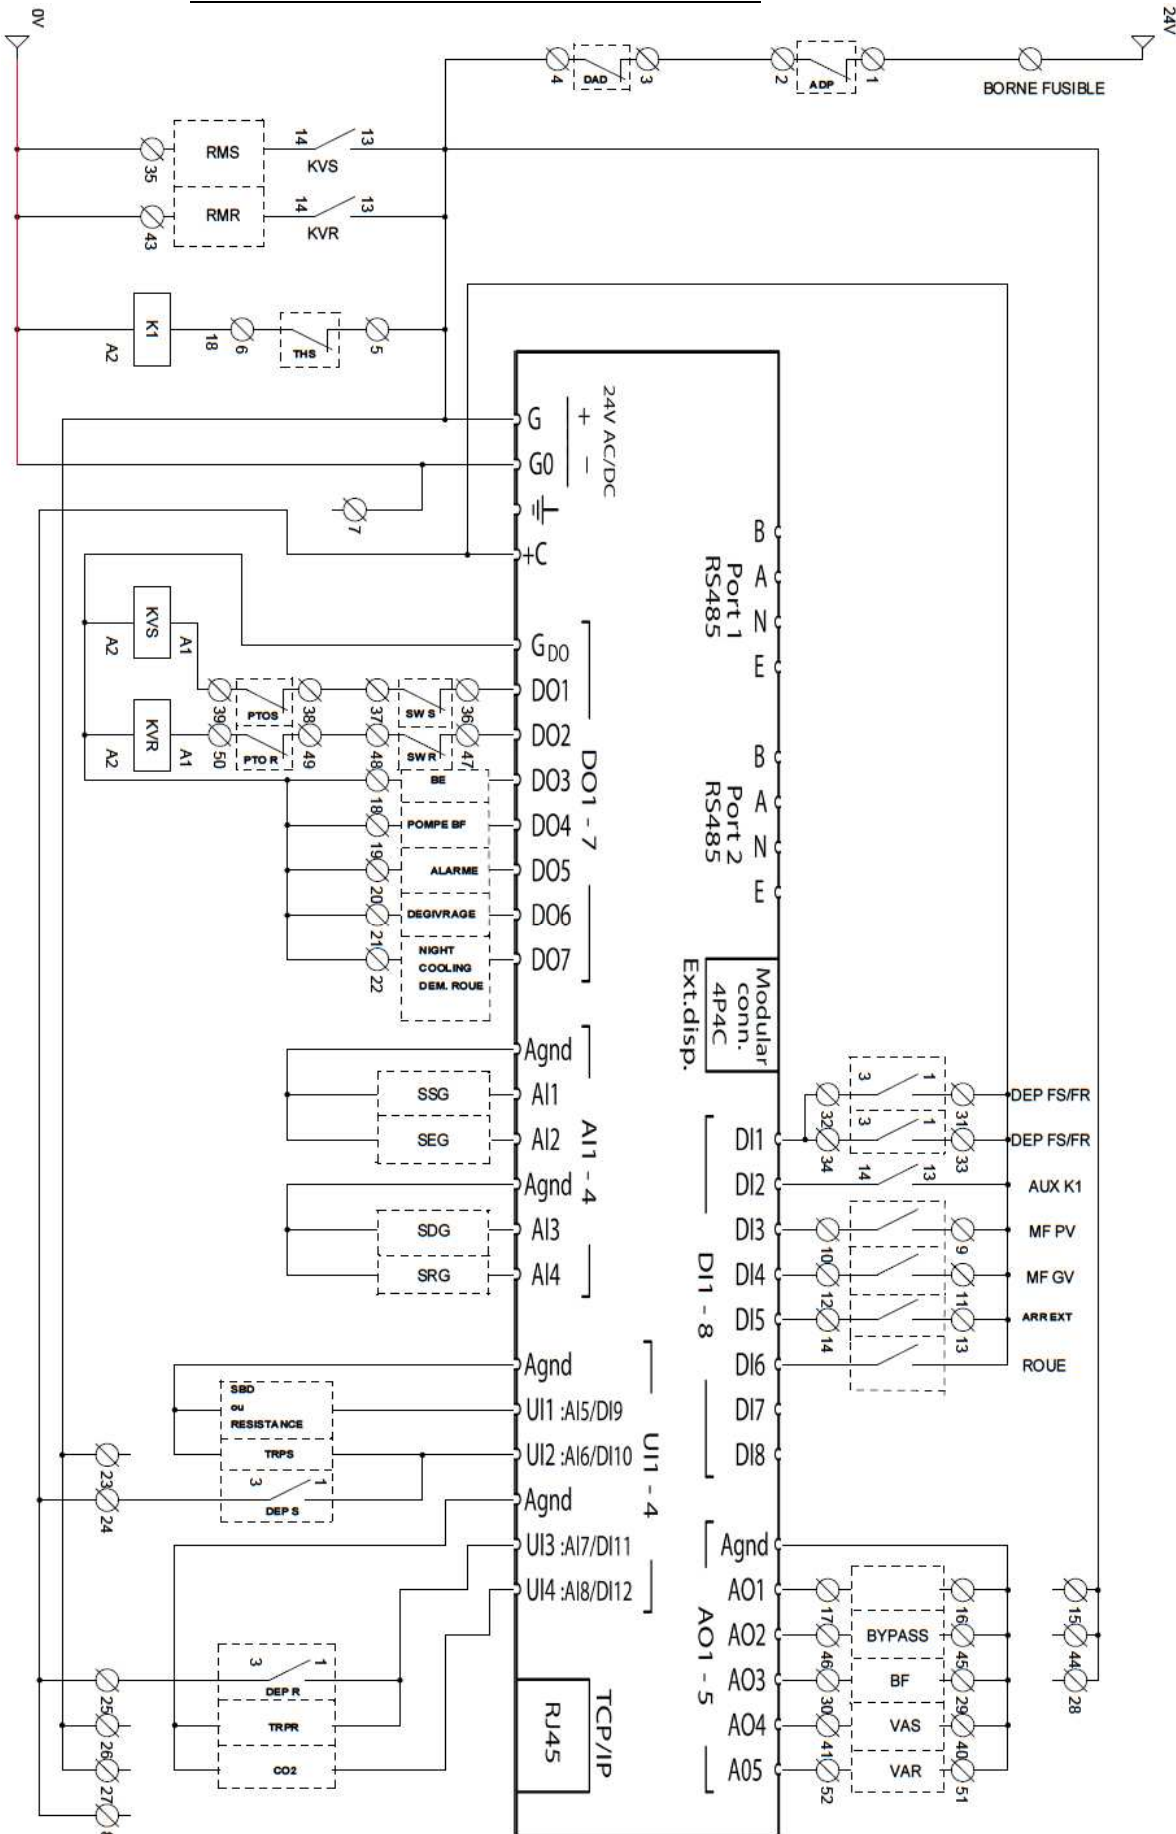 0V
24V
4
DAD
3
2
ADP
1
BORNE FUSIBLE
35
RMS
14
13
KVS
43
RMR
14
13
KVR
K1
A2
18
6
THS
5
G
+
24V AC/DC
G0
−
7
+C
B
A
N
E
Port 1
RS485
B
A
N
E
Port 2
RS485
Modular
conn.
4P4C
Ext.disp.
KVS
A2
A1
KVR
A2
A1
GDO
39
PTOS
38
37
SW S
36
DO1
50
PTO R
49
48
SW R
47
DO2
18
BE
DO3
19
POMPE BF
DO4
20
ALARME
DO5
21
DEGIVRAGE
DO6
22
NIGHT
COOLING
DEM. ROUE
DO7
DO1 - 7
Agnd
SSG
AI1
SEG
AI2
Agnd
SDG
AI3
SRG
AI4
AI1 - 4
32
3
1
31
DEP FS/FR
DI1
34
3
1
33
DEP FS/FR
DI2
14
13
AUX K1
DI3
10
9
MF PV
DI4
12
11
MF GV
DI5
14
13
ARR EXT
DI6
ROUE
DI7
DI8
DI1 - 8
Agnd
SBD
ou
RESISTANCE
UI1 :AI5/DI9
23
TRPS
UI2 :AI6/DI10
24
3
1
DEP S
Agnd
UI3 :AI7/DI11
UI4 :AI8/DI12
UI1 - 4
25
3
1
DEP R
26
TRPR
27
CO2
TCP/IP
RJ45
Agnd
AO1
17
16
15
AO2
46
BYPASS
45
44
AO3
30
BF
29
28
AO4
41
VAS
40
A05
52
VAR
51
AO1 - 5